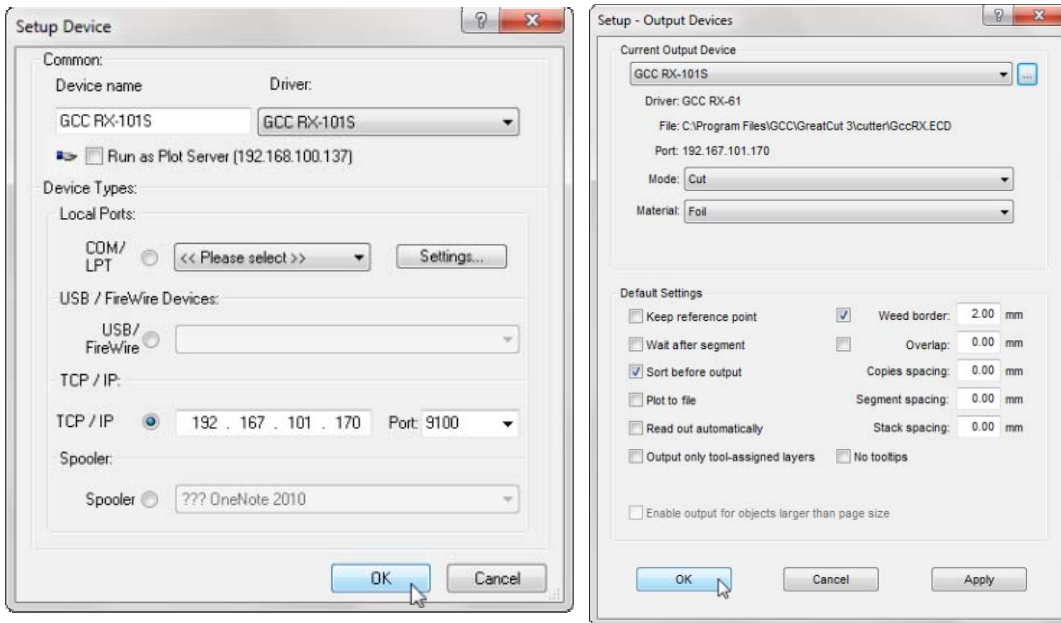 Setup Device
Common:
Device name Driver:
GCC RX-101S GCC RX-101S
Run as Plot Server (192.168.100.137)
Device Types:
Local Ports:
COM/
LPT << Please select >> Settings...
USB / FireWire Devices:
USB/
FireWire
TCP / IP:
TCP / IP 192 . 167 . 101 . 170 Port: 9100
Spooler:
Spooler ??? OneNote 2010
OK Cancel
Setup - Output Devices
Current Output Device
GCC RX-101S ...
Driver: GCC RX-61
File: C:\Program Files\GCC\GreatCut 3\cutter\GccRX.ECD
Port: 192.167.101.170
Mode: Cut
Material: Foil
Default Settings
Keep reference point Weed border: 2.00 mm
Wait after segment Overlap: 0.00 mm
Sort before output Copies spacing: 0.00 mm
Plot to file Segment spacing: 0.00 mm
Read out automatically Stack spacing: 0.00 mm
Output only tool-assigned layers No tooltips
Enable output for objects larger than page size
OK Cancel Apply